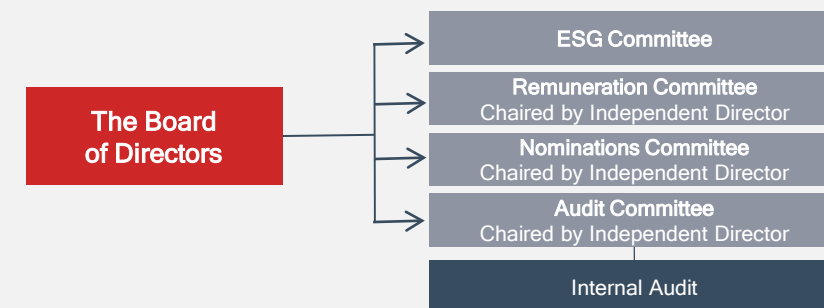 The Board
of Directors
ESG Committee
Remuneration Committee
Chaired by Independent Director
Nominations Committee
Chaired by Independent Director
Audit Committee
Chaired by Independent Director
Internal Audit